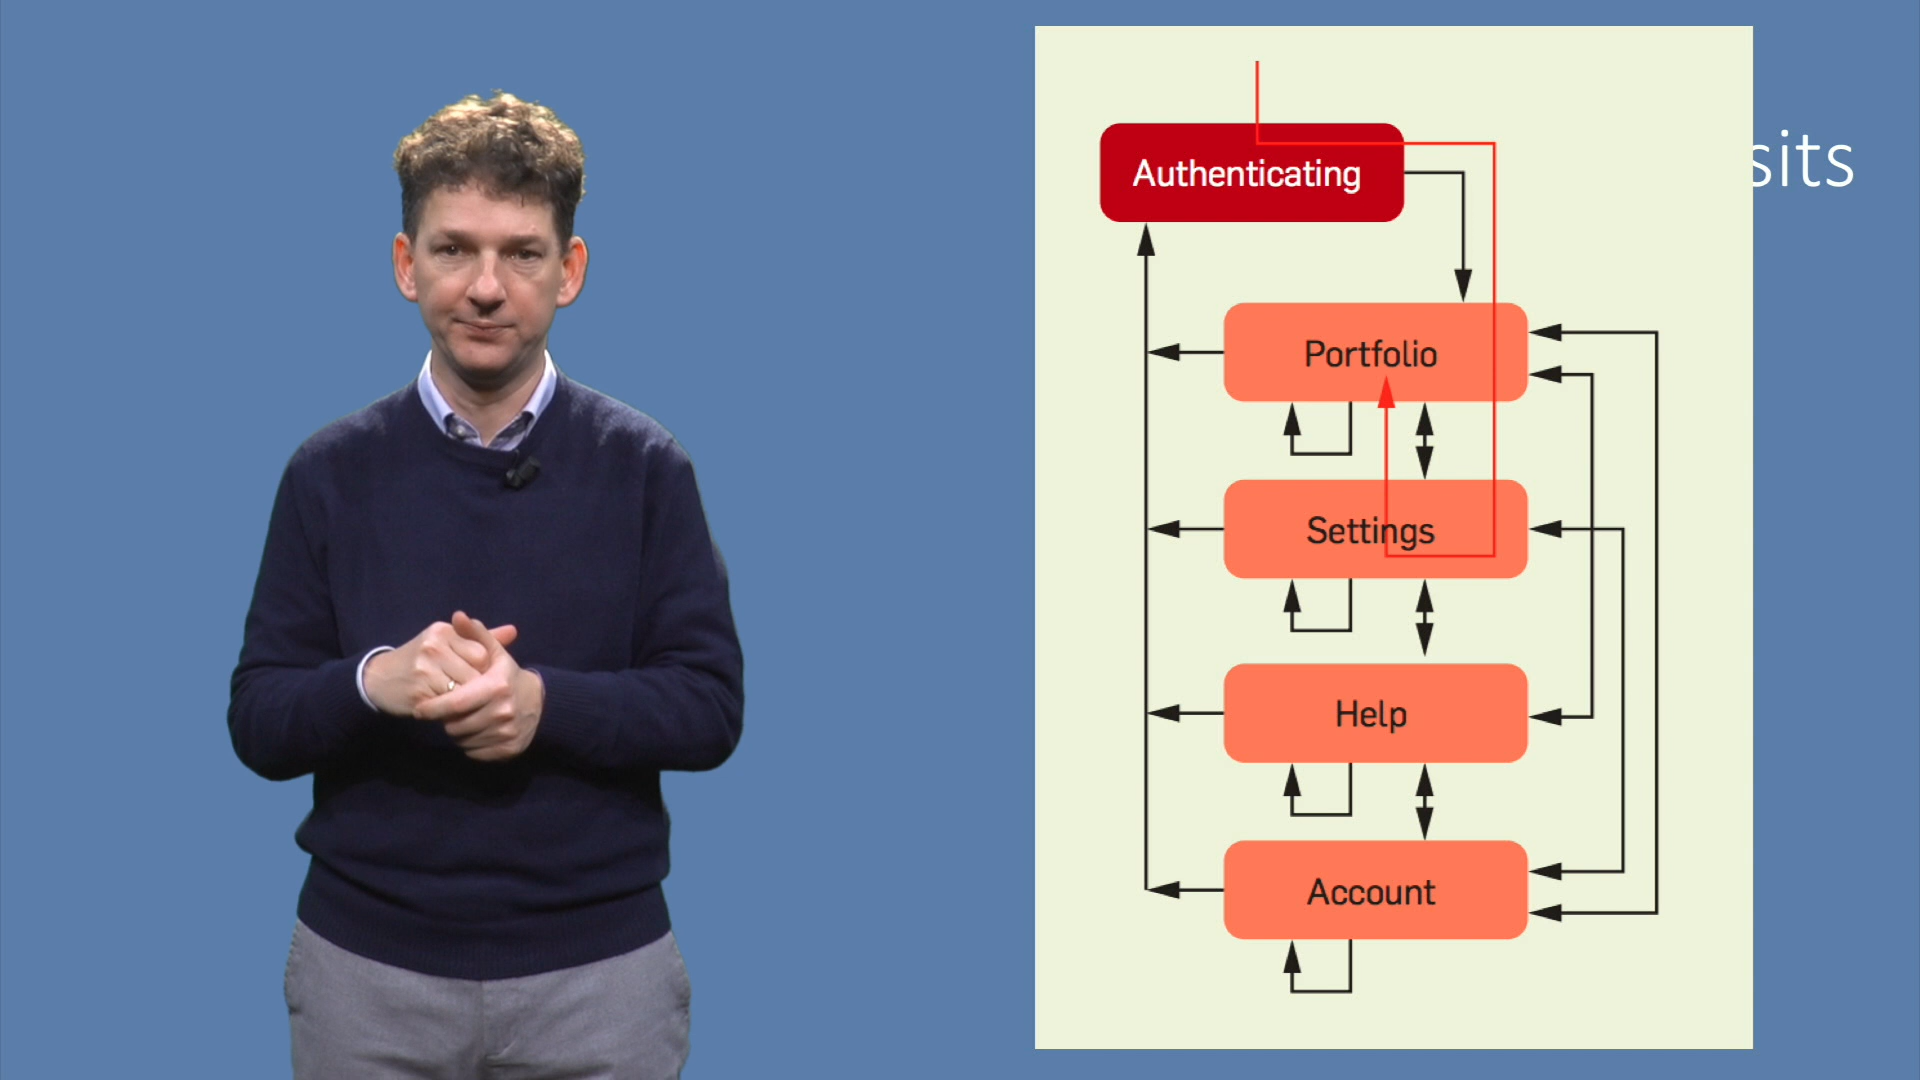 Authenticating
sits
Portfolio
Settings
Help
Account